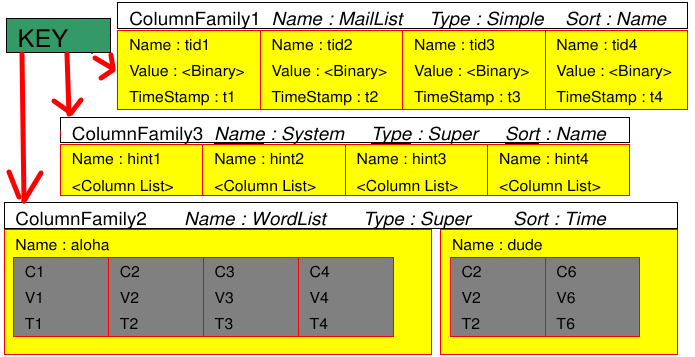 KEY
ColumnFamily1 Name : MailList Type : Simple Sort : Name
Name : tid1 Name : tid2 Name : tid3 Name : tid4
Value : <Binary> Value : <Binary> Value : <Binary> Value : <Binary>
TimeStamp : t1 TimeStamp : t2 TimeStamp : t3 TimeStamp : t4
ColumnFamily3 Name : System Type : Super Sort : Name
Name : hint1 Name : hint2 Name : hint3 Name : hint4
<Column List> <Column List> <Column List> <Column List>
ColumnFamily2 Name : WordList Type : Super Sort : Time
Name : aloha Name : dude
C1 C2 C3 C4 C2 C6
V1 V2 V3 V4 V2 V6
T1 T2 T3 T4 T2 T6